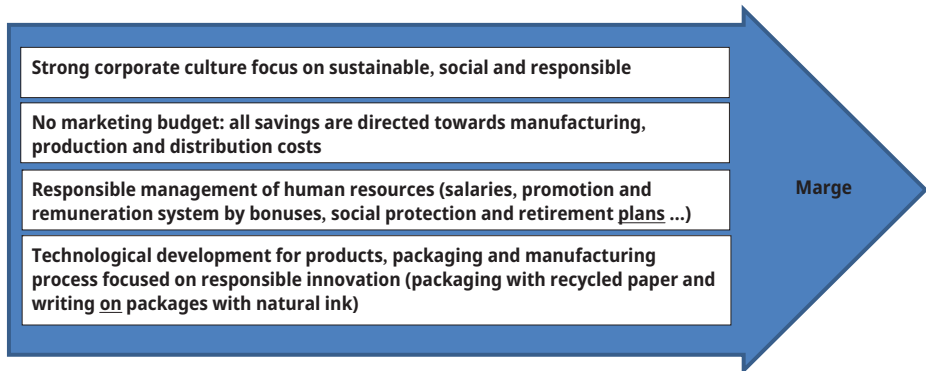 Strong corporate culture focus on sustainable, social and responsible
No marketing budget: all savings are directed towards manufacturing,
production and distribution costs
Responsible management of human resources (salaries, promotion and
remuneration system by bonuses, social protection and retirement plans ...)
Technological development for products, packaging and manufacturing
process focused on responsible innovation (packaging with recycled paper and
writing on packages with natural ink)
Marge